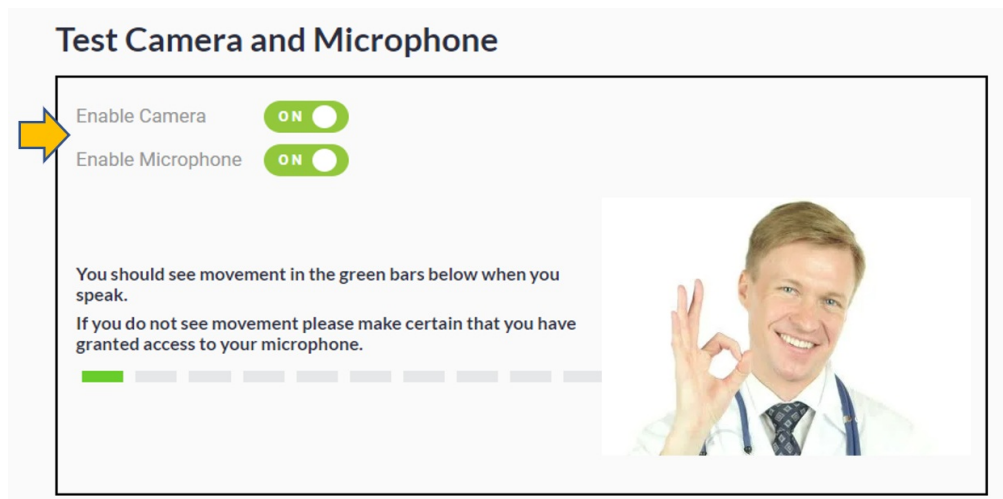 Test Camera and Microphone
Enable Camera ON
Enable Microphone ON
You should see movement in the green bars below when you
speak.
If you do not see movement please make certain that you have
granted access to your microphone.